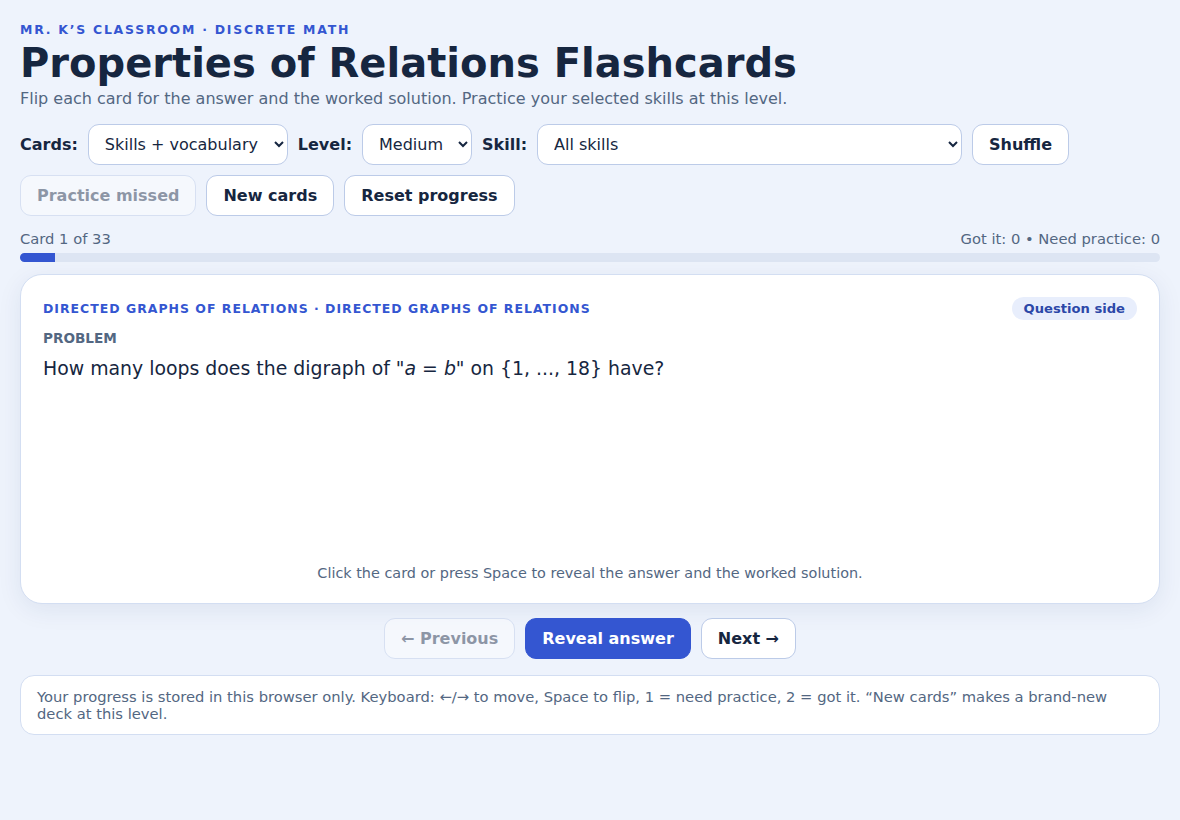 MR. K’S CLASSROOM · DISCRETE MATH
Properties of Relations Flashcards
Flip each card for the answer and the worked solution. Practice your selected skills at this level.
Cards: Skills + vocabulary Level: Medium Skill: All skills Shuffle
Practice missed New cards Reset progress
Card 1 of 33 Got it: 0 • Need practice: 0
DIRECTED GRAPHS OF RELATIONS · DIRECTED GRAPHS OF RELATIONS Question side
PROBLEM
How many loops does the digraph of "a = b" on {1, ..., 18} have?
Click the card or press Space to reveal the answer and the worked solution.
← Previous Reveal answer Next →
Your progress is stored in this browser only. Keyboard: ←/→ to move, Space to flip, 1 = need practice, 2 = got it. “New cards” makes a brand-new
deck at this level.